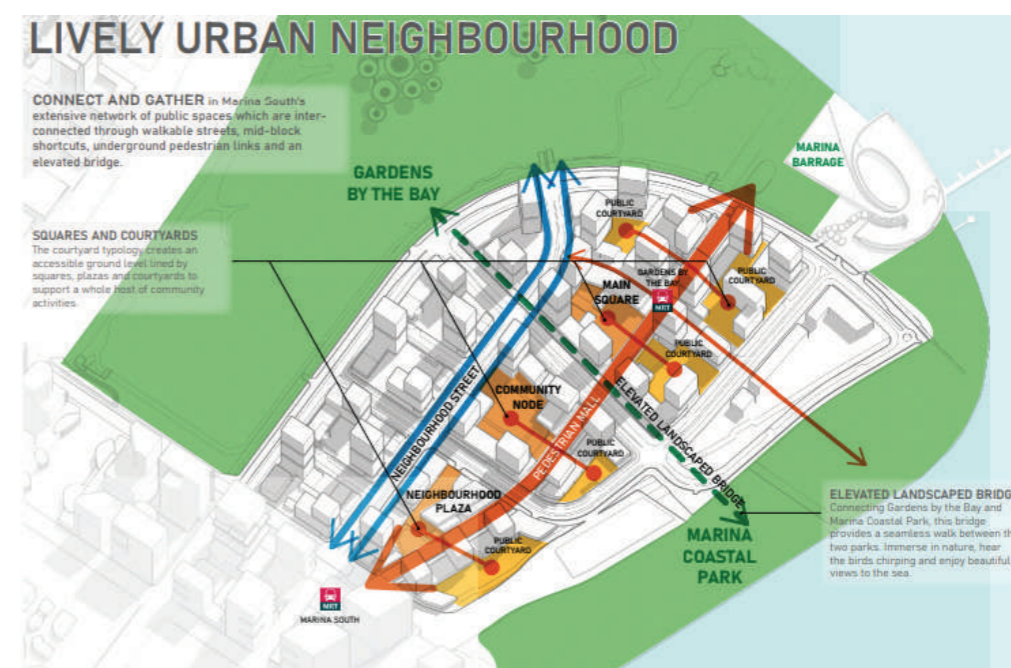 LIVELY URBAN NEIGHBOURHOOD
CONNECT AND GATHER in Marina South's
extensive network of public spaces which are inter-
connected through walkable streets, mid-block
shortcuts, underground pedestrian links and an
elevated bridge.
MARINA
BARRAGE
GARDENS
BY THE BAY
PUBLIC
COURTYARD
SQUARES AND COURTYARDS
The courtyard typology creates an
accessible ground level lined by
squares, plazas and courtyards to
support a whole host of community
activities.
GARDENS BY
THE BAY
MRT
PUBLIC
COURTYARD
MAIN
SQUARE
PUBLIC
COURTYARD
NEIGHBOURHOOD STREET
COMMUNITY
NODE
PEDESTRIAN MALL
ELEVATED LANDSCAPED BRIDGE
PUBLIC
COURTYARD
NEIGHBOURHOOD
PLAZA
PUBLIC
COURTYARD
MARINA
COASTAL
PARK
ELEVATED LANDSCAPED BRIDG
Connecting Gardens by the Bay and
Marina Coastal Park, this bridge
provides a seamless walk between th
two parks. Immerse in nature, hear
the birds chirping and enjoy beautiful
views to the sea.
MRT
MARINA SOUTH